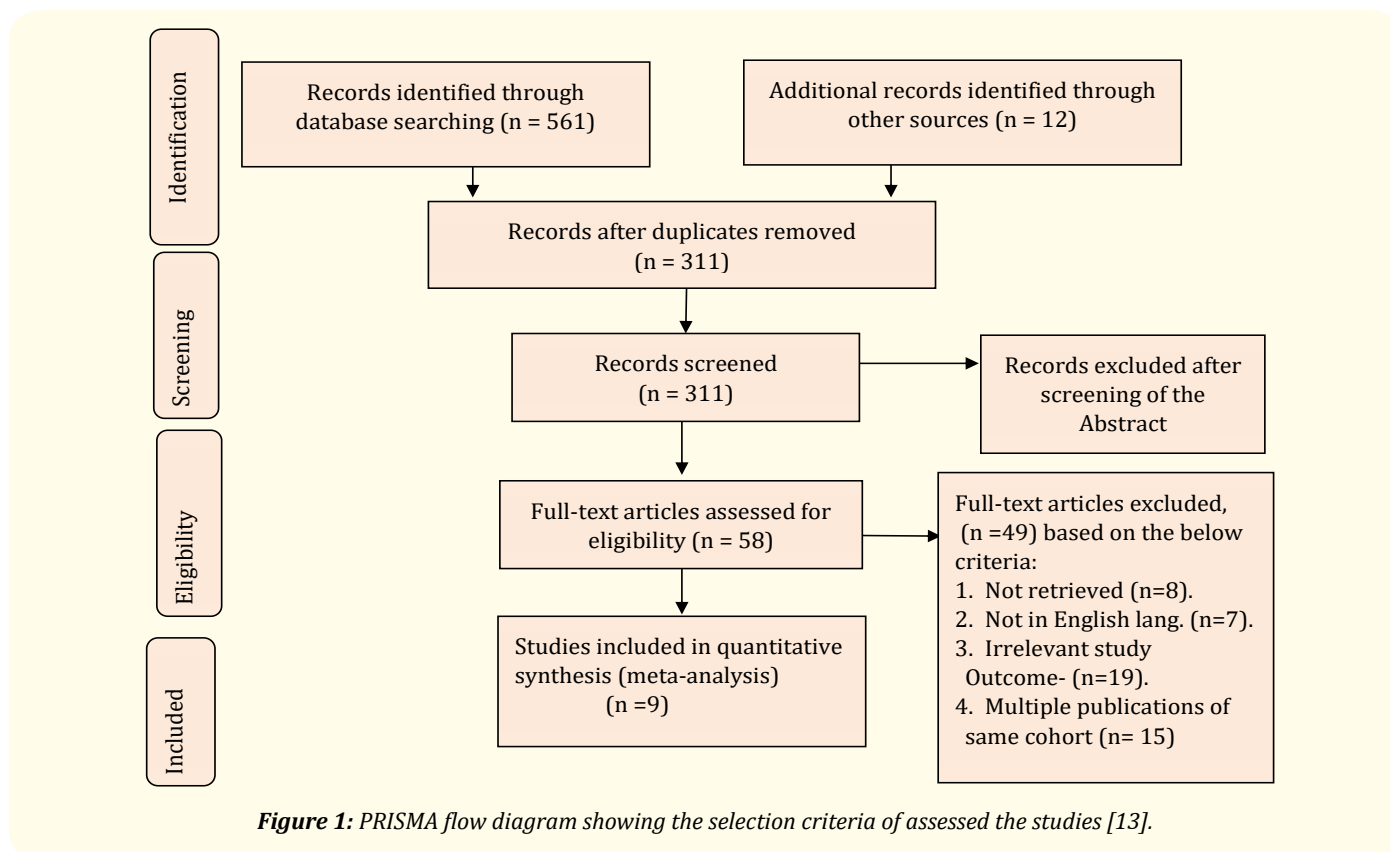 Identification
Records identified through
database searching (n = 561)
Additional records identified through
other sources (n = 12)
Records after duplicates removed
(n = 311)
Screening
Records screened
(n = 311)
Records excluded after
screening of the
Abstract
Eligibility
Full-text articles assessed for
eligibility (n = 58)
Full-text articles excluded,
(n =49) based on the below
criteria:
1. Not retrieved (n=8).
2. Not in English lang. (n=7).
3. Irrelevant study
Outcome- (n=19).
4. Multiple publications of
same cohort (n= 15)
Included
Studies included in quantitative
synthesis (meta-analysis)
(n =9)
Figure 1: PRISMA flow diagram showing the selection criteria of assessed the studies [13].